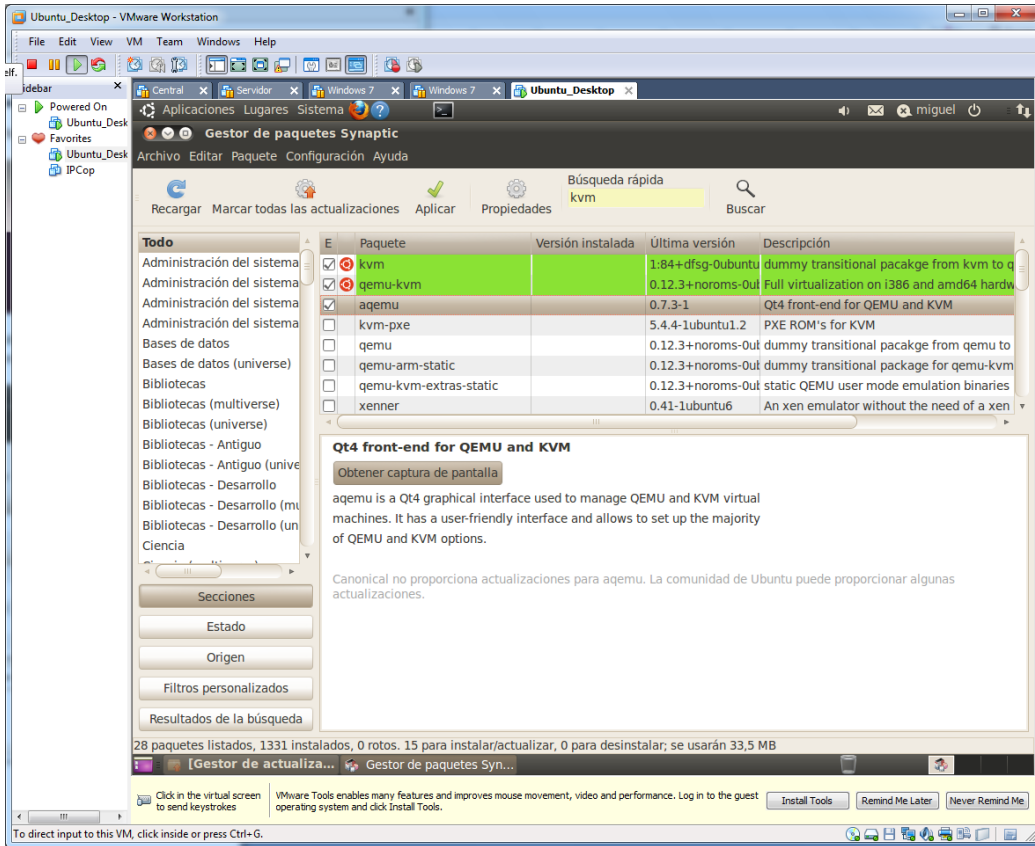 Ubuntu_Desktop - VMware Workstation
File Edit View VM Team Windows Help
elf.
idebar
Powered On
Ubuntu_Desk
Favorites
Ubuntu_Desk
IPCop
Central Servidor Windows 7 Windows 7 Ubuntu_Desktop
Aplicaciones Lugares Sistema miguel
Gestor de paquetes Synaptic
Archivo Editar Paquete Configuración Ayuda
Búsqueda rápida
kvm
Recargar Marcar todas las actualizaciones Aplicar Propiedades Buscar
Todo
Administración del sistema
Administración del sistema
Administración del sistema
Administración del sistema
Bases de datos
Bases de datos (universe)
Bibliotecas
Bibliotecas (multiverse)
Bibliotecas (universe)
Bibliotecas - Antiguo
Bibliotecas - Antiguo (unive
Bibliotecas - Desarrollo
Bibliotecas - Desarrollo (mu
Bibliotecas - Desarrollo (un
Ciencia
Secciones
Estado
Origen
Filtros personalizados
Resultados de la búsqueda
E Paquete Versión instalada Última versión Descripción
kvm 1:84+dfsg-0ubuntu dummy transitional pacakge from kvm to q
qemu-kvm 0.12.3+noroms-0ub Full virtualization on i386 and amd64 hardw
aqemu 0.7.3-1 Qt4 front-end for QEMU and KVM
kvm-pxe 5.4.4-1ubuntu1.2 PXE ROM's for KVM
qemu 0.12.3+noroms-0ub dummy transitional pacakge from qemu to
qemu-arm-static 0.12.3+noroms-0ub dummy transitional package for qemu-kvm
qemu-kvm-extras-static 0.12.3+noroms-0ub static QEMU user mode emulation binaries
xenner 0.41-1ubuntu6 An xen emulator without the need of a xen
Qt4 front-end for QEMU and KVM
Obtener captura de pantalla
aqemu is a Qt4 graphical interface used to manage QEMU and KVM virtual
machines. It has a user-friendly interface and allows to set up the majority
of QEMU and KVM options.
Canonical no proporciona actualizaciones para aqemu. La comunidad de Ubuntu puede proporcionar algunas
actualizaciones.
28 paquetes listados, 1331 instalados, 0 rotos. 15 para instalar/actualizar, 0 para desinstalar; se usarán 33,5 MB
[Gestor de actualiza... Gestor de paquetes Syn...
Click in the virtual screen
to send keystrokes
VMware Tools enables many features and improves mouse movement, video and performance. Log in to the guest
operating system and click Install Tools.
Install Tools Remind Me Later Never Remind Me
To direct input to this VM, click inside or press Ctrl+G.